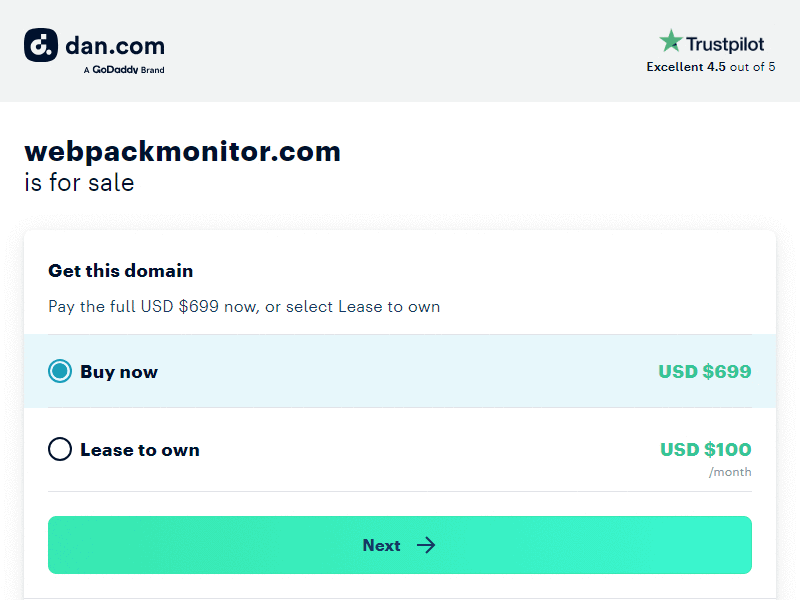 dan.com
A GoDaddy Brand
Trustpilot
Excellent 4.5 out of 5
webpackmonitor.com
is for sale
Get this domain
Pay the full USD $699 now, or select Lease to own
Buy now USD $699
Lease to own USD $100
/month
Next